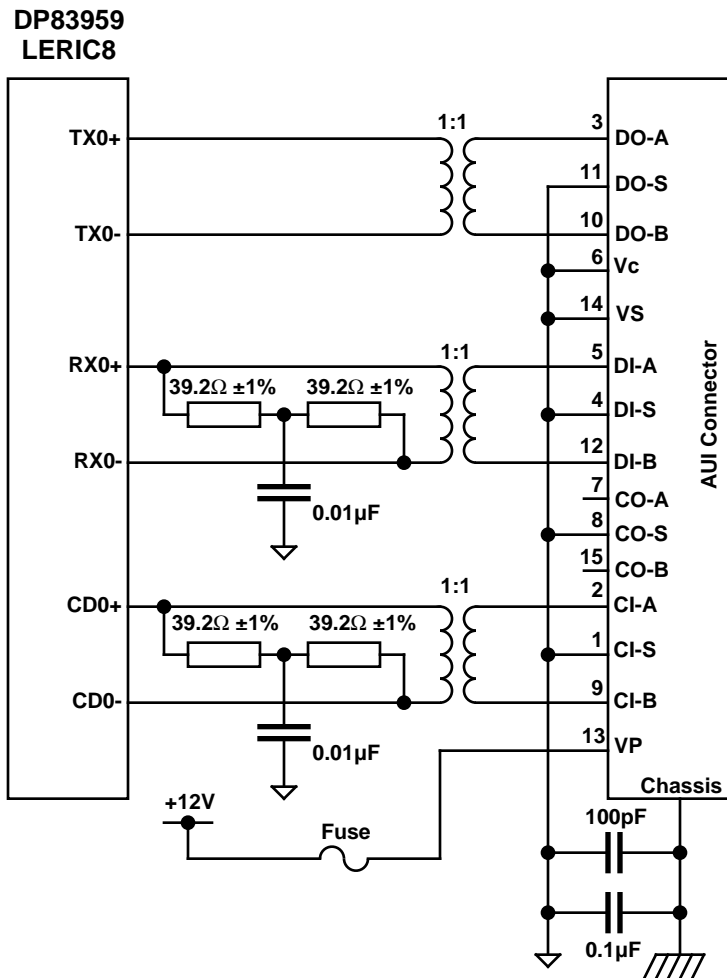 DP83959
LERIC8
1:1
3
TX0+
DO-A
11
DO-S
10
TX0-
DO-B
6
Vc
14
VS
1:1
5
RX0+
DI-A
39.2Ω ±1%
39.2Ω ±1%
4
DI-S
12
RX0-
DI-B
7
CO-A
0.01µF
8
CO-S
15
CO-B
1:1
2
CD0+
CI-A
39.2Ω ±1%
39.2Ω ±1%
1
CI-S
9
CD0-
CI-B
13
VP
0.01µF
AUI Connector
Chassis
+12V
100pF
Fuse
0.1µF